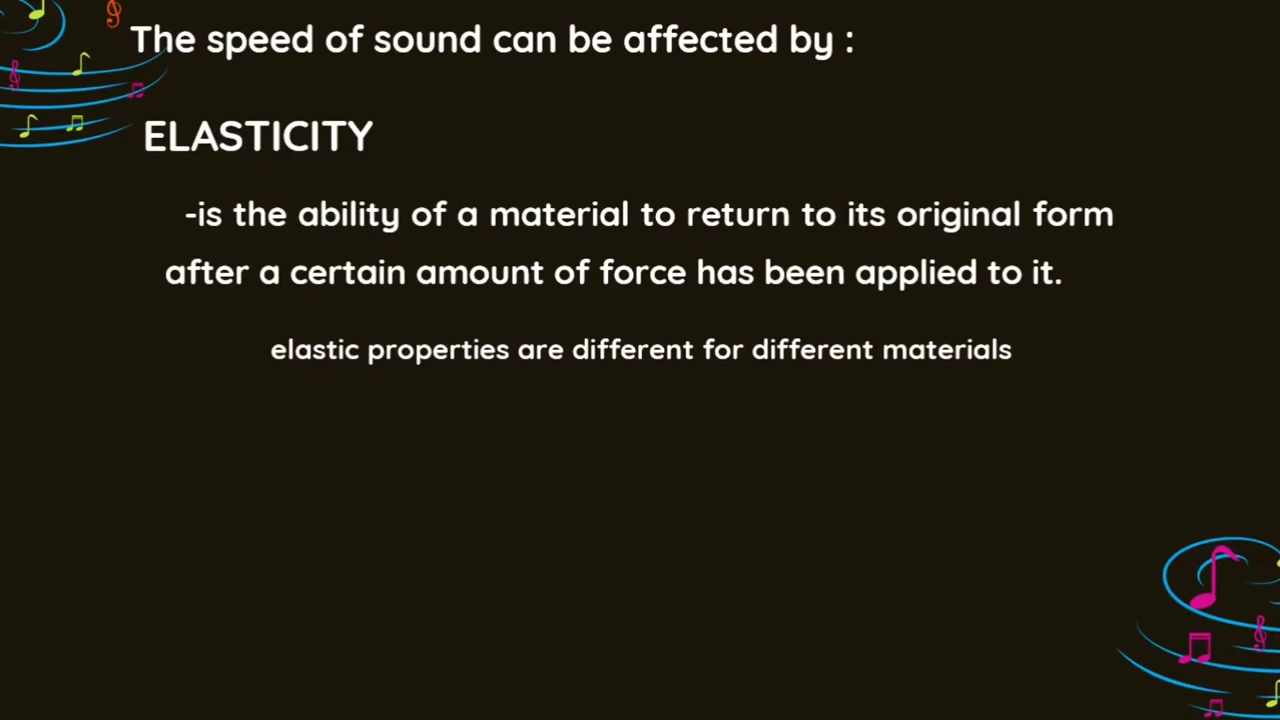 The speed of sound can be affected by :
ELASTICITY
-is the ability of a material to return to its original form
after a certain amount of force has been applied to it.
elastic properties are different for different materials